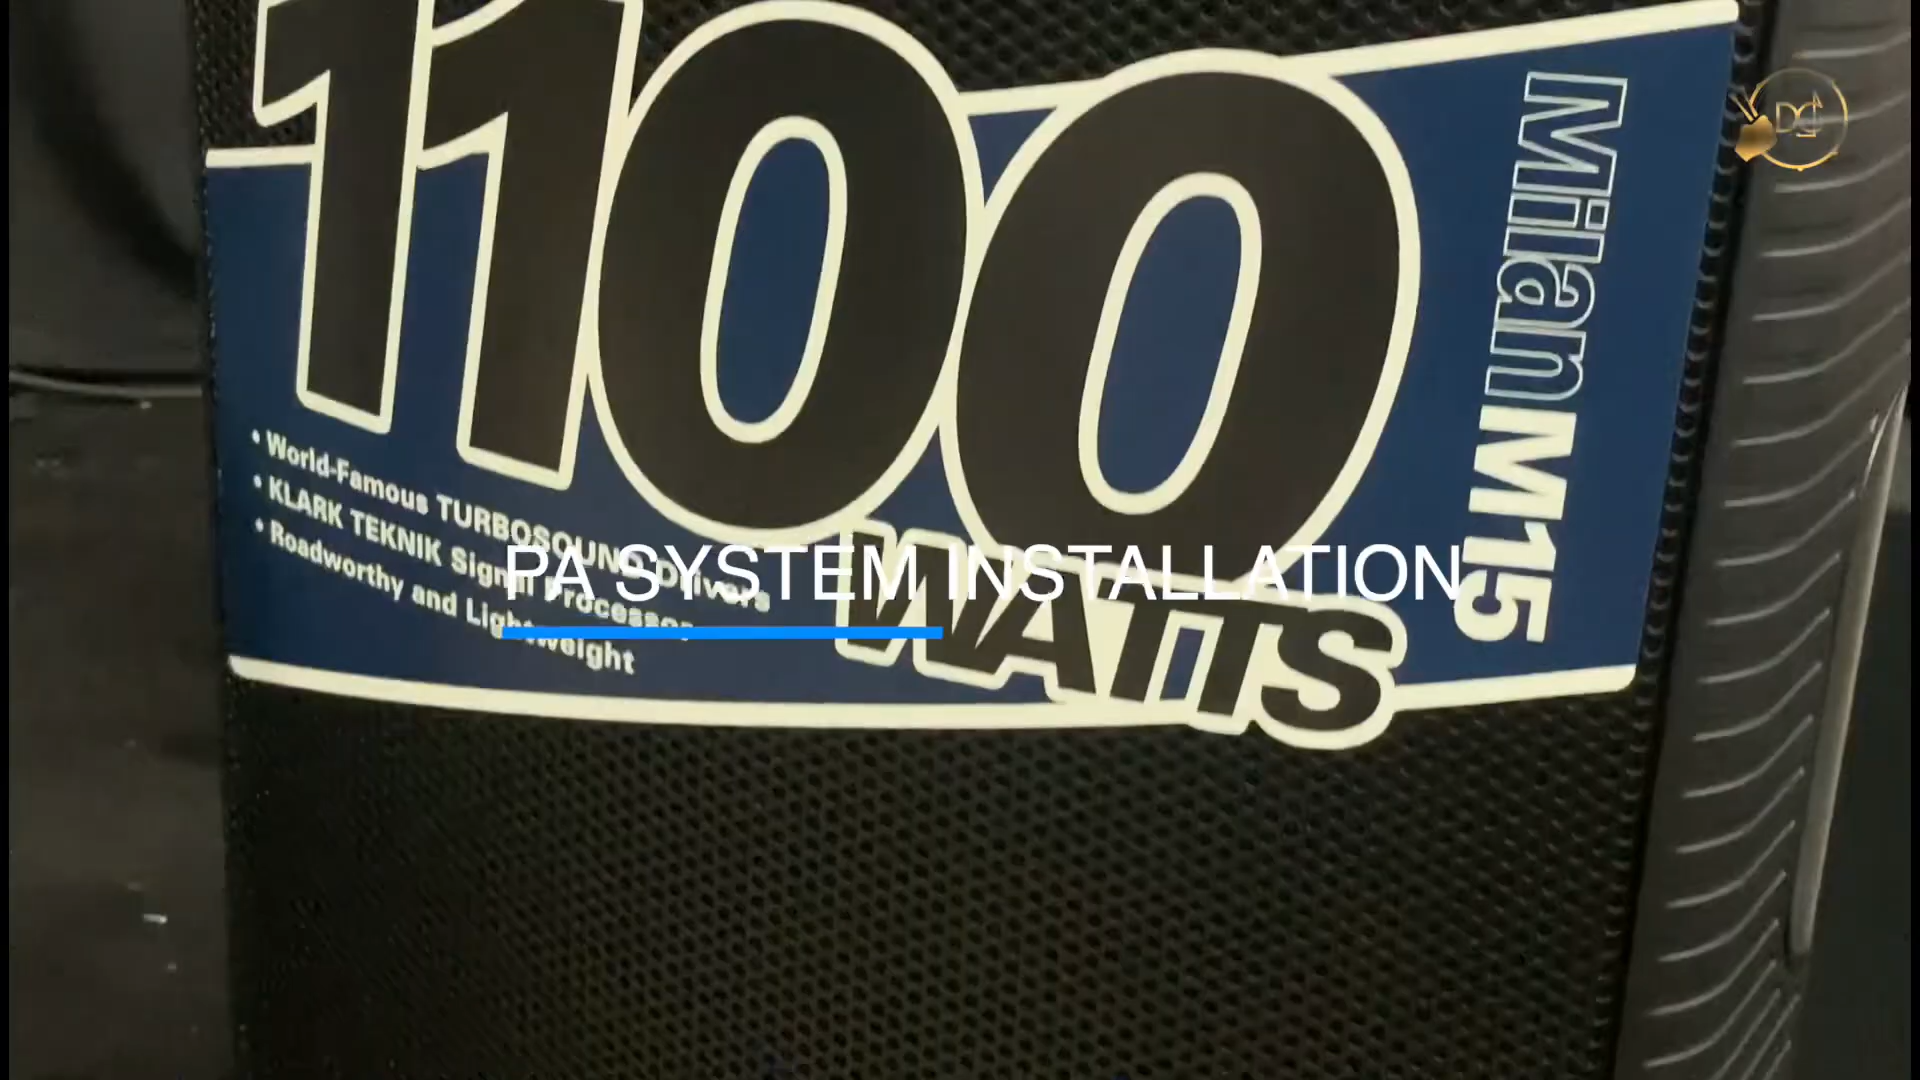 1100
WATTS
Milan M15
• World-Famous TURBOSOUND Drivers
• KLARK TEKNIK Signal Processor
• Roadworthy and Lightweight
PA SYSTEM INSTALLATION